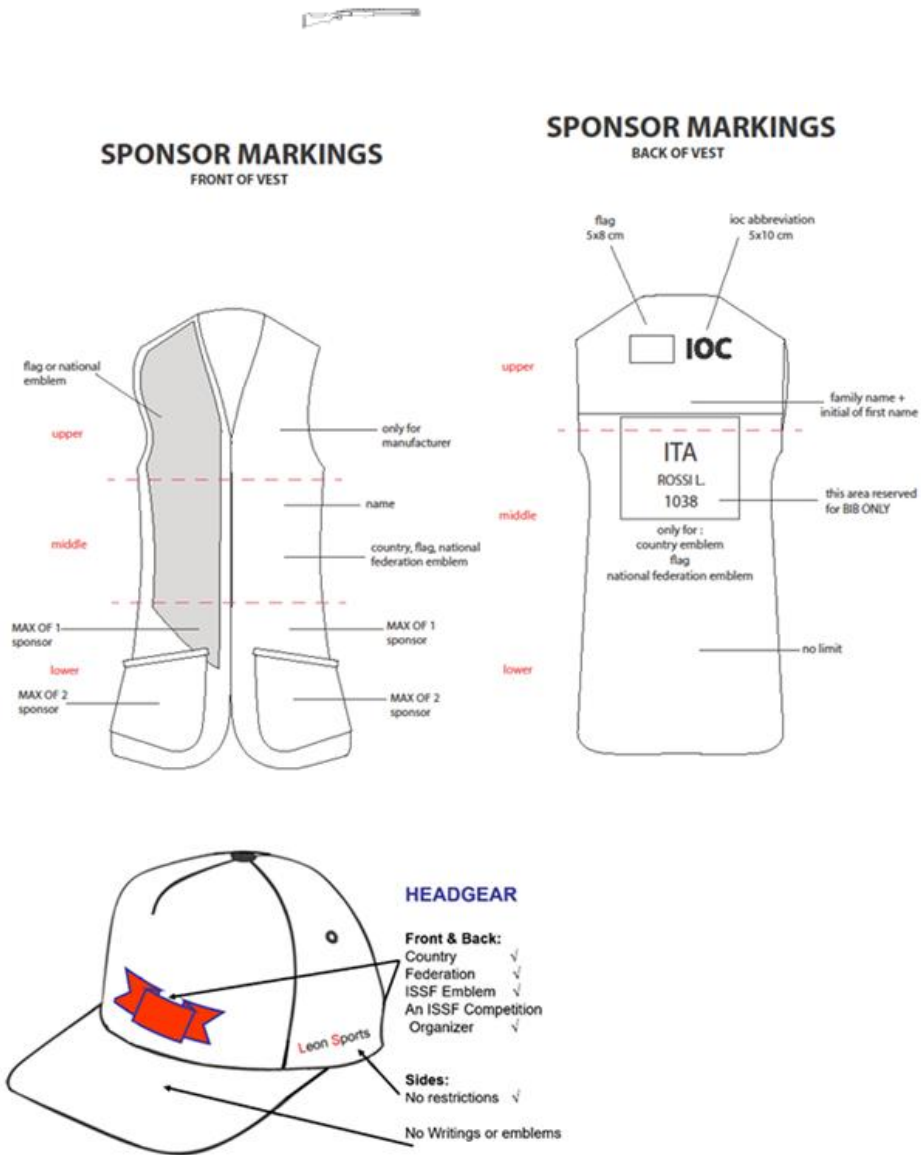 SPONSOR MARKINGS
FRONT OF VEST
flag or national
emblem
upper
only for
manufacturer
name
middle
country, flag, national
federation emblem
MAX OF 1
sponsor
MAX OF 1
sponsor
lower
MAX OF 2
sponsor
MAX OF 2
sponsor
SPONSOR MARKINGS
BACK OF VEST
flag
5x8 cm
ioc abbreviation
5x10 cm
IOC
upper
family name +
initial of first name
ITA
ROSSI L.
1038
this area reserved
for BIB ONLY
middle
only for :
country emblem
flag
national federation emblem
no limit
lower
HEADGEAR
Front & Back:
Country √
Federation √
ISSF Emblem √
An ISSF Competition
Organizer √
Leon Sports
Sides:
No restrictions √
No Writings or emblems